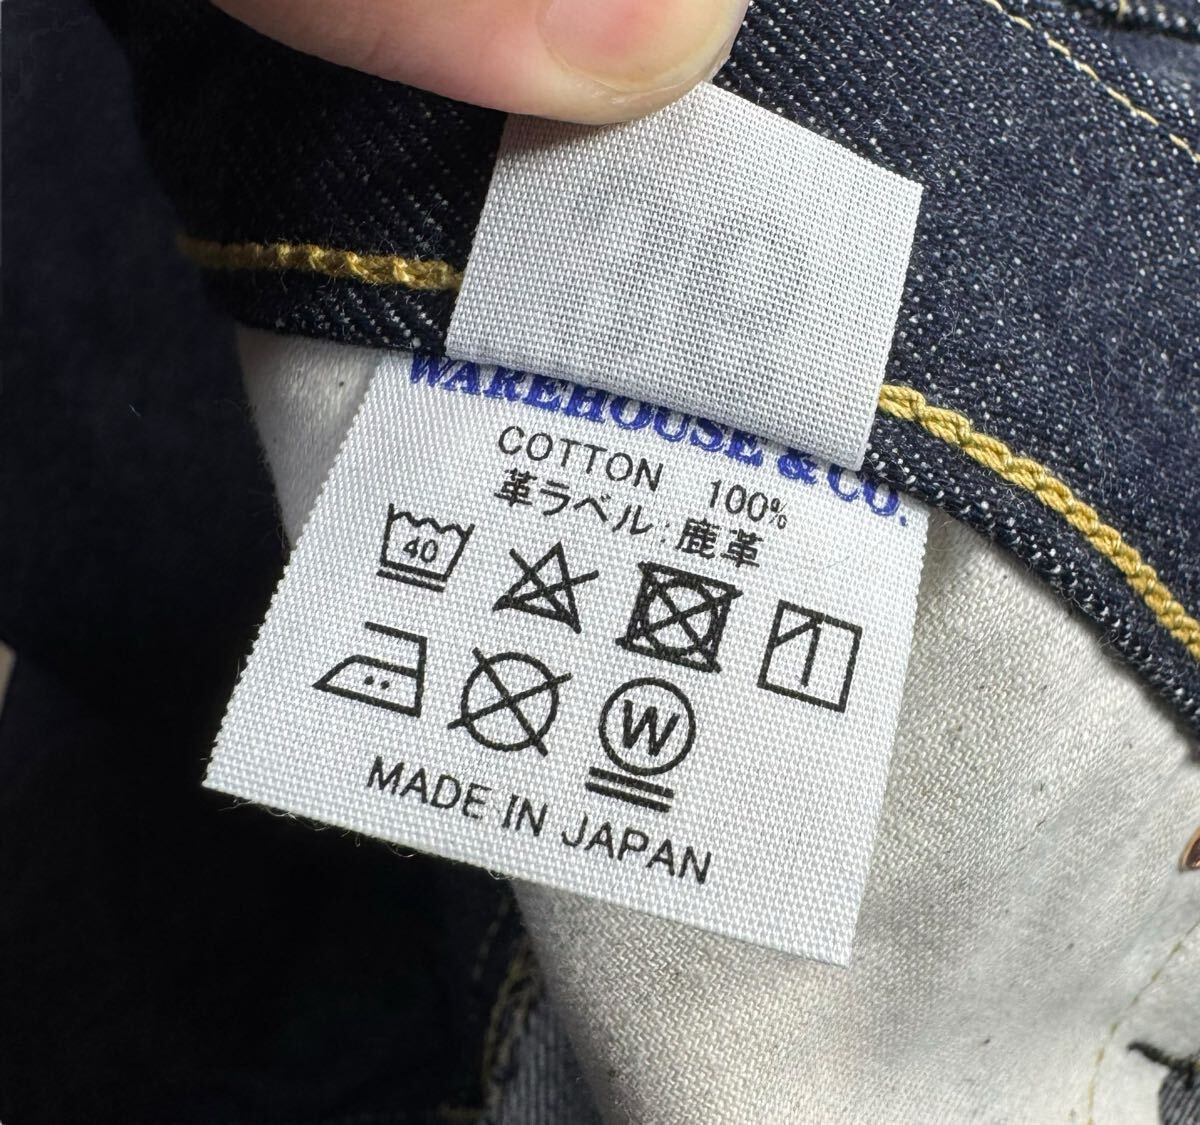 WAREHOUSE & CO.
COTTON 100%
革ラベル:鹿革
40
W
MADE IN JAPAN